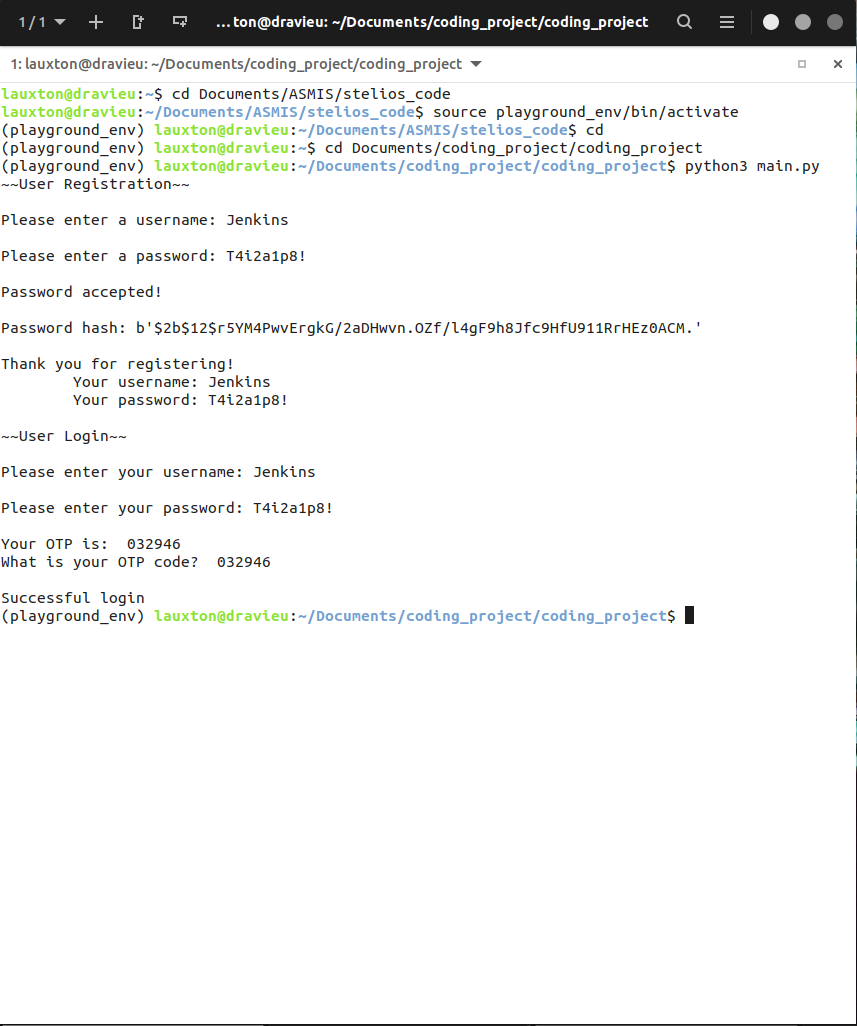 1 / 1
...ton@dravieu: ~/Documents/coding_project/coding_project
1: lauxton@dravieu: ~/Documents/coding_project/coding_project
lauxton@dravieu:~$ cd Documents/ASMIS/stelios_code
lauxton@dravieu:~/Documents/ASMIS/stelios_code$ source playground_env/bin/activate
(playground_env) lauxton@dravieu:~/Documents/ASMIS/stelios_code$ cd
(playground_env) lauxton@dravieu:~$ cd Documents/coding_project/coding_project
(playground_env) lauxton@dravieu:~/Documents/coding_project/coding_project$ python3 main.py
~~User Registration~~
Please enter a username: Jenkins
Please enter a password: T4i2a1p8!
Password accepted!
Password hash: b'$2b$12$r5YM4PwvErgkG/2aDHwvn.OZf/l4gF9h8Jfc9HfU911RrHEz0ACM.'
Thank you for registering!
Your username: Jenkins
Your password: T4i2a1p8!
~~User Login~~
Please enter your username: Jenkins
Please enter your password: T4i2a1p8!
Your OTP is:  032946
What is your OTP code?  032946
Successful login
(playground_env) lauxton@dravieu:~/Documents/coding_project/coding_project$